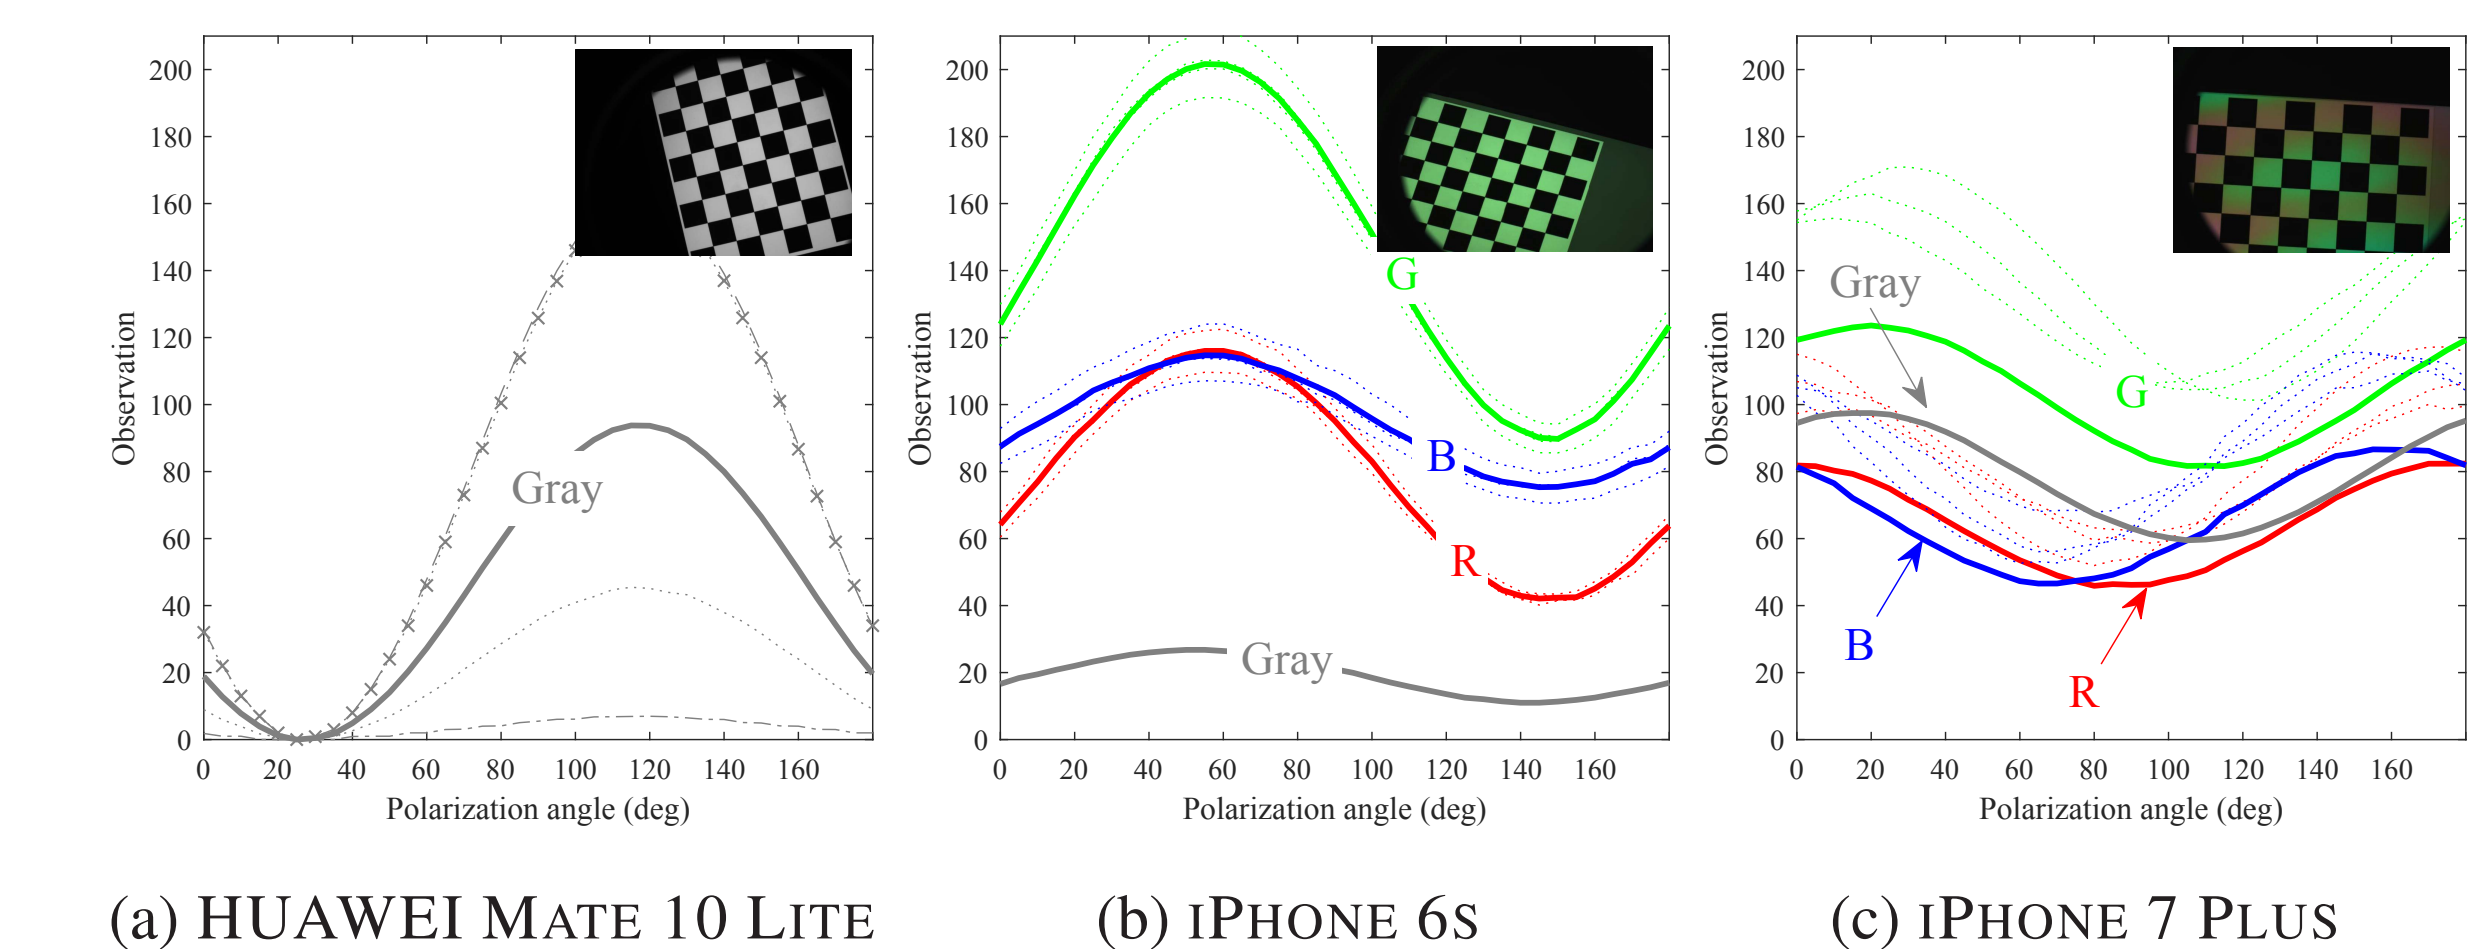 200
180
160
140
120
100
80
60
40
20
0
Observation
Gray
0 20 40 60 80 100 120 140 160
Polarization angle (deg)
(a) HUAWEI MATE 10 LITE
200
180
160
140
120
100
80
60
40
20
0
Observation
G
B
R
Gray
0 20 40 60 80 100 120 140 160
Polarization angle (deg)
(b) IPHONE 6S
200
180
160
140
120
100
80
60
40
20
0
Observation
Gray
G
B
R
0 20 40 60 80 100 120 140 160
Polarization angle (deg)
(c) IPHONE 7 PLUS